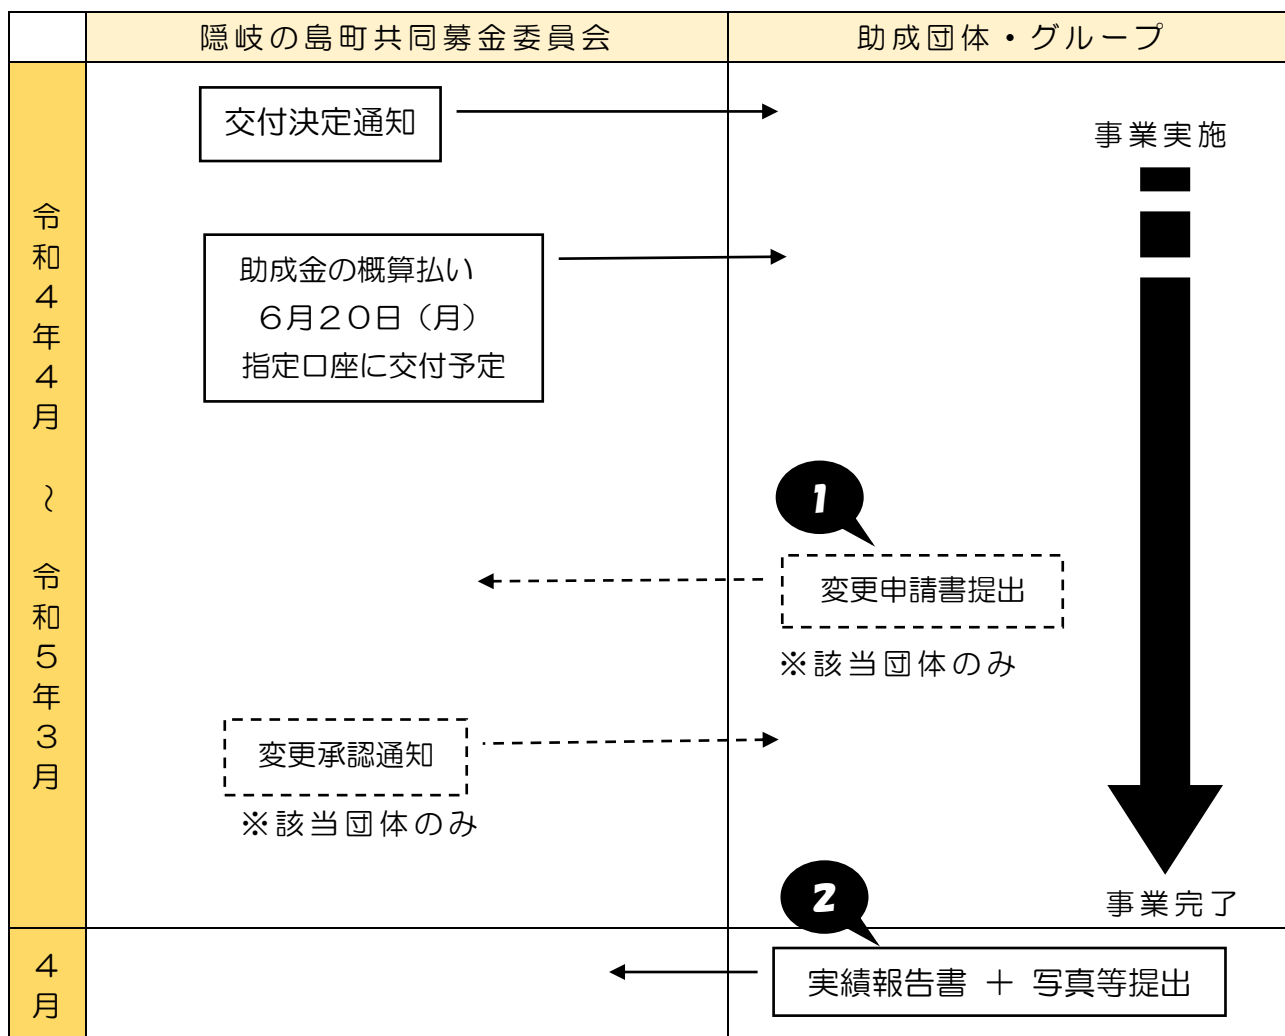 隠岐の島町共同募金委員会
助成団体・グループ
令和４年４月　～　令和５年３月
交付決定通知
事業実施
助成金の概算払い
６月２０日（月）
指定口座に交付予定
1
変更申請書提出
※該当団体のみ
変更承認通知
※該当団体のみ
2
事業完了
４月
実績報告書 ＋ 写真等提出